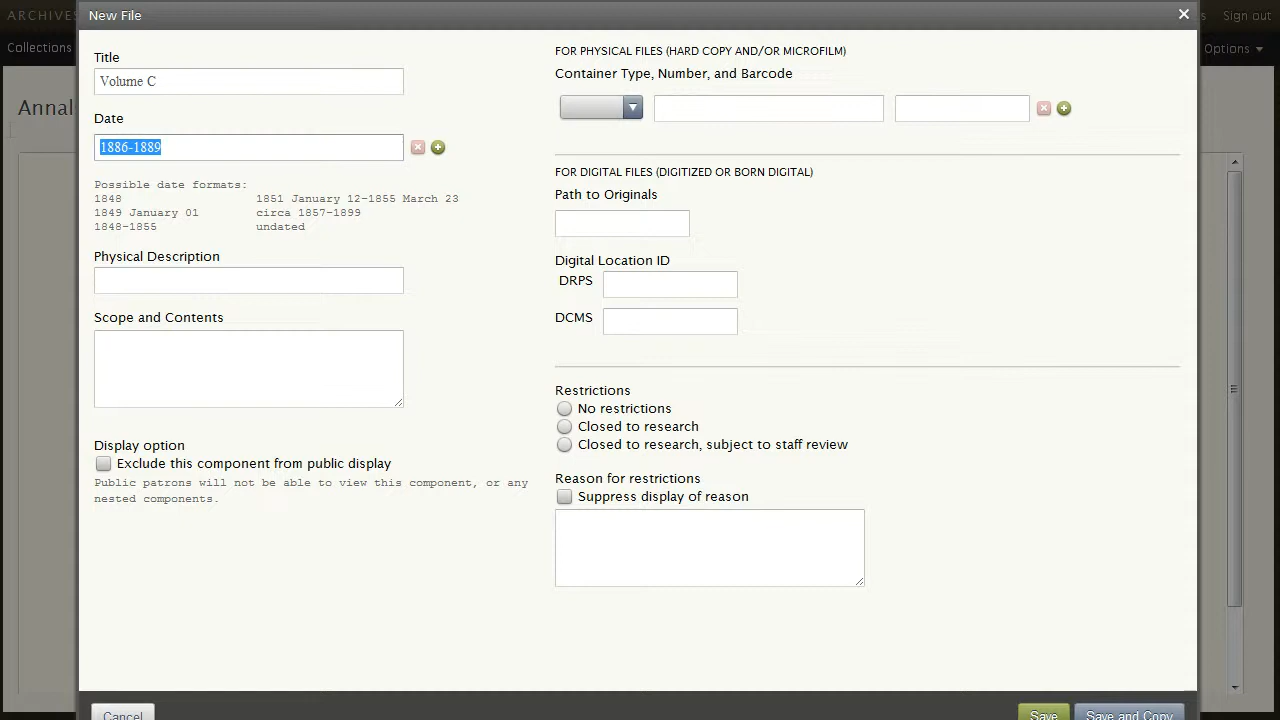 ARCHIVES
New File
Sign out
Collections
Options
Annal
Title
Volume C
Date
1886-1889
Possible date formats:
1848 1851 January 12-1855 March 23
1849 January 01 circa 1857-1899
1848-1855 undated
Physical Description
Scope and Contents
Display option
Exclude this component from public display
Public patrons will not be able to view this component, or any
nested components.
FOR PHYSICAL FILES (HARD COPY AND/OR MICROFILM)
Container Type, Number, and Barcode
FOR DIGITAL FILES (DIGITIZED OR BORN DIGITAL)
Path to Originals
Digital Location ID
DRPS
DCMS
Restrictions
No restrictions
Closed to research
Closed to research, subject to staff review
Reason for restrictions
Suppress display of reason
Cancel
Save
Save and Copy